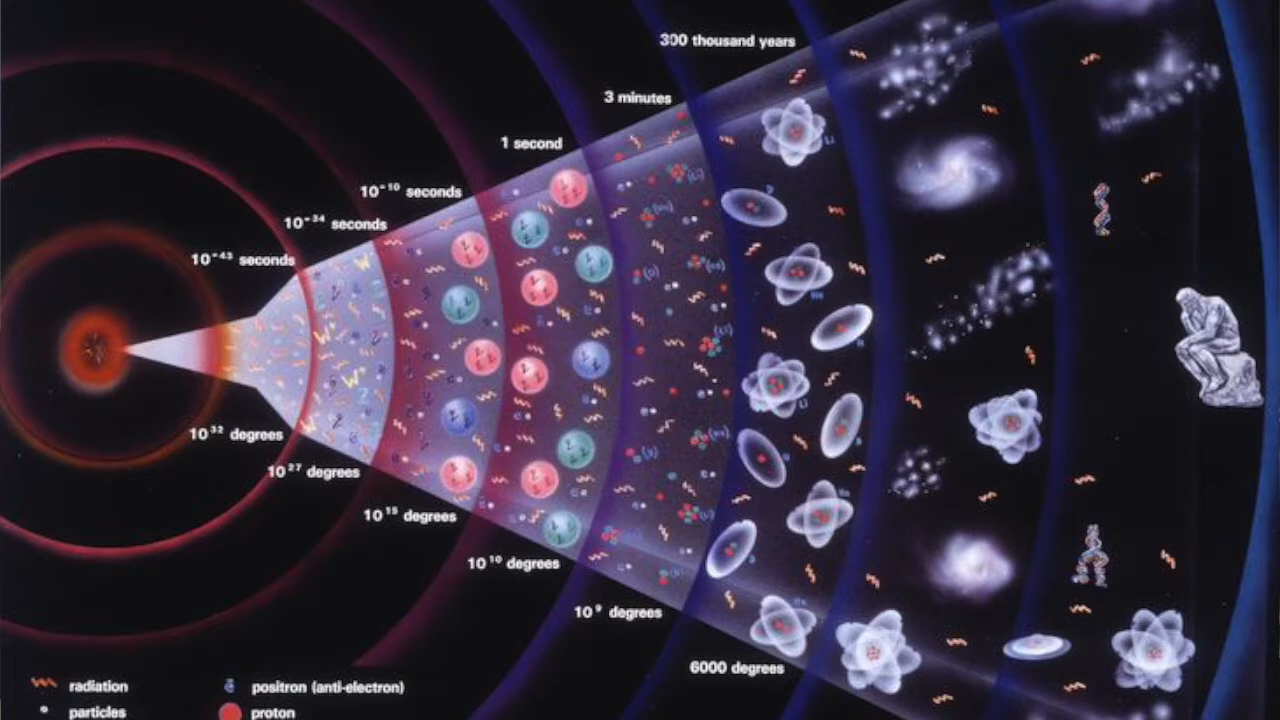 300 thousand years
3 minutes
1 second
10⁻¹⁰ seconds
10⁻³⁴ seconds
10⁻⁴³ seconds
10³² degrees
10²⁷ degrees
10¹⁵ degrees
10¹⁰ degrees
10⁹ degrees
6000 degrees
radiation
positron (anti-electron)
particles
proton